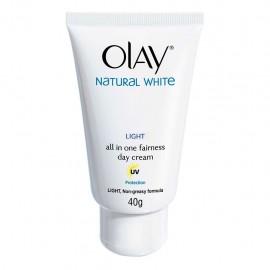 OLAY®
NATURAL WHITE
LIGHT
all in one fairness
day cream
UV
Protection
LIGHT, Non-greasy formula
40g